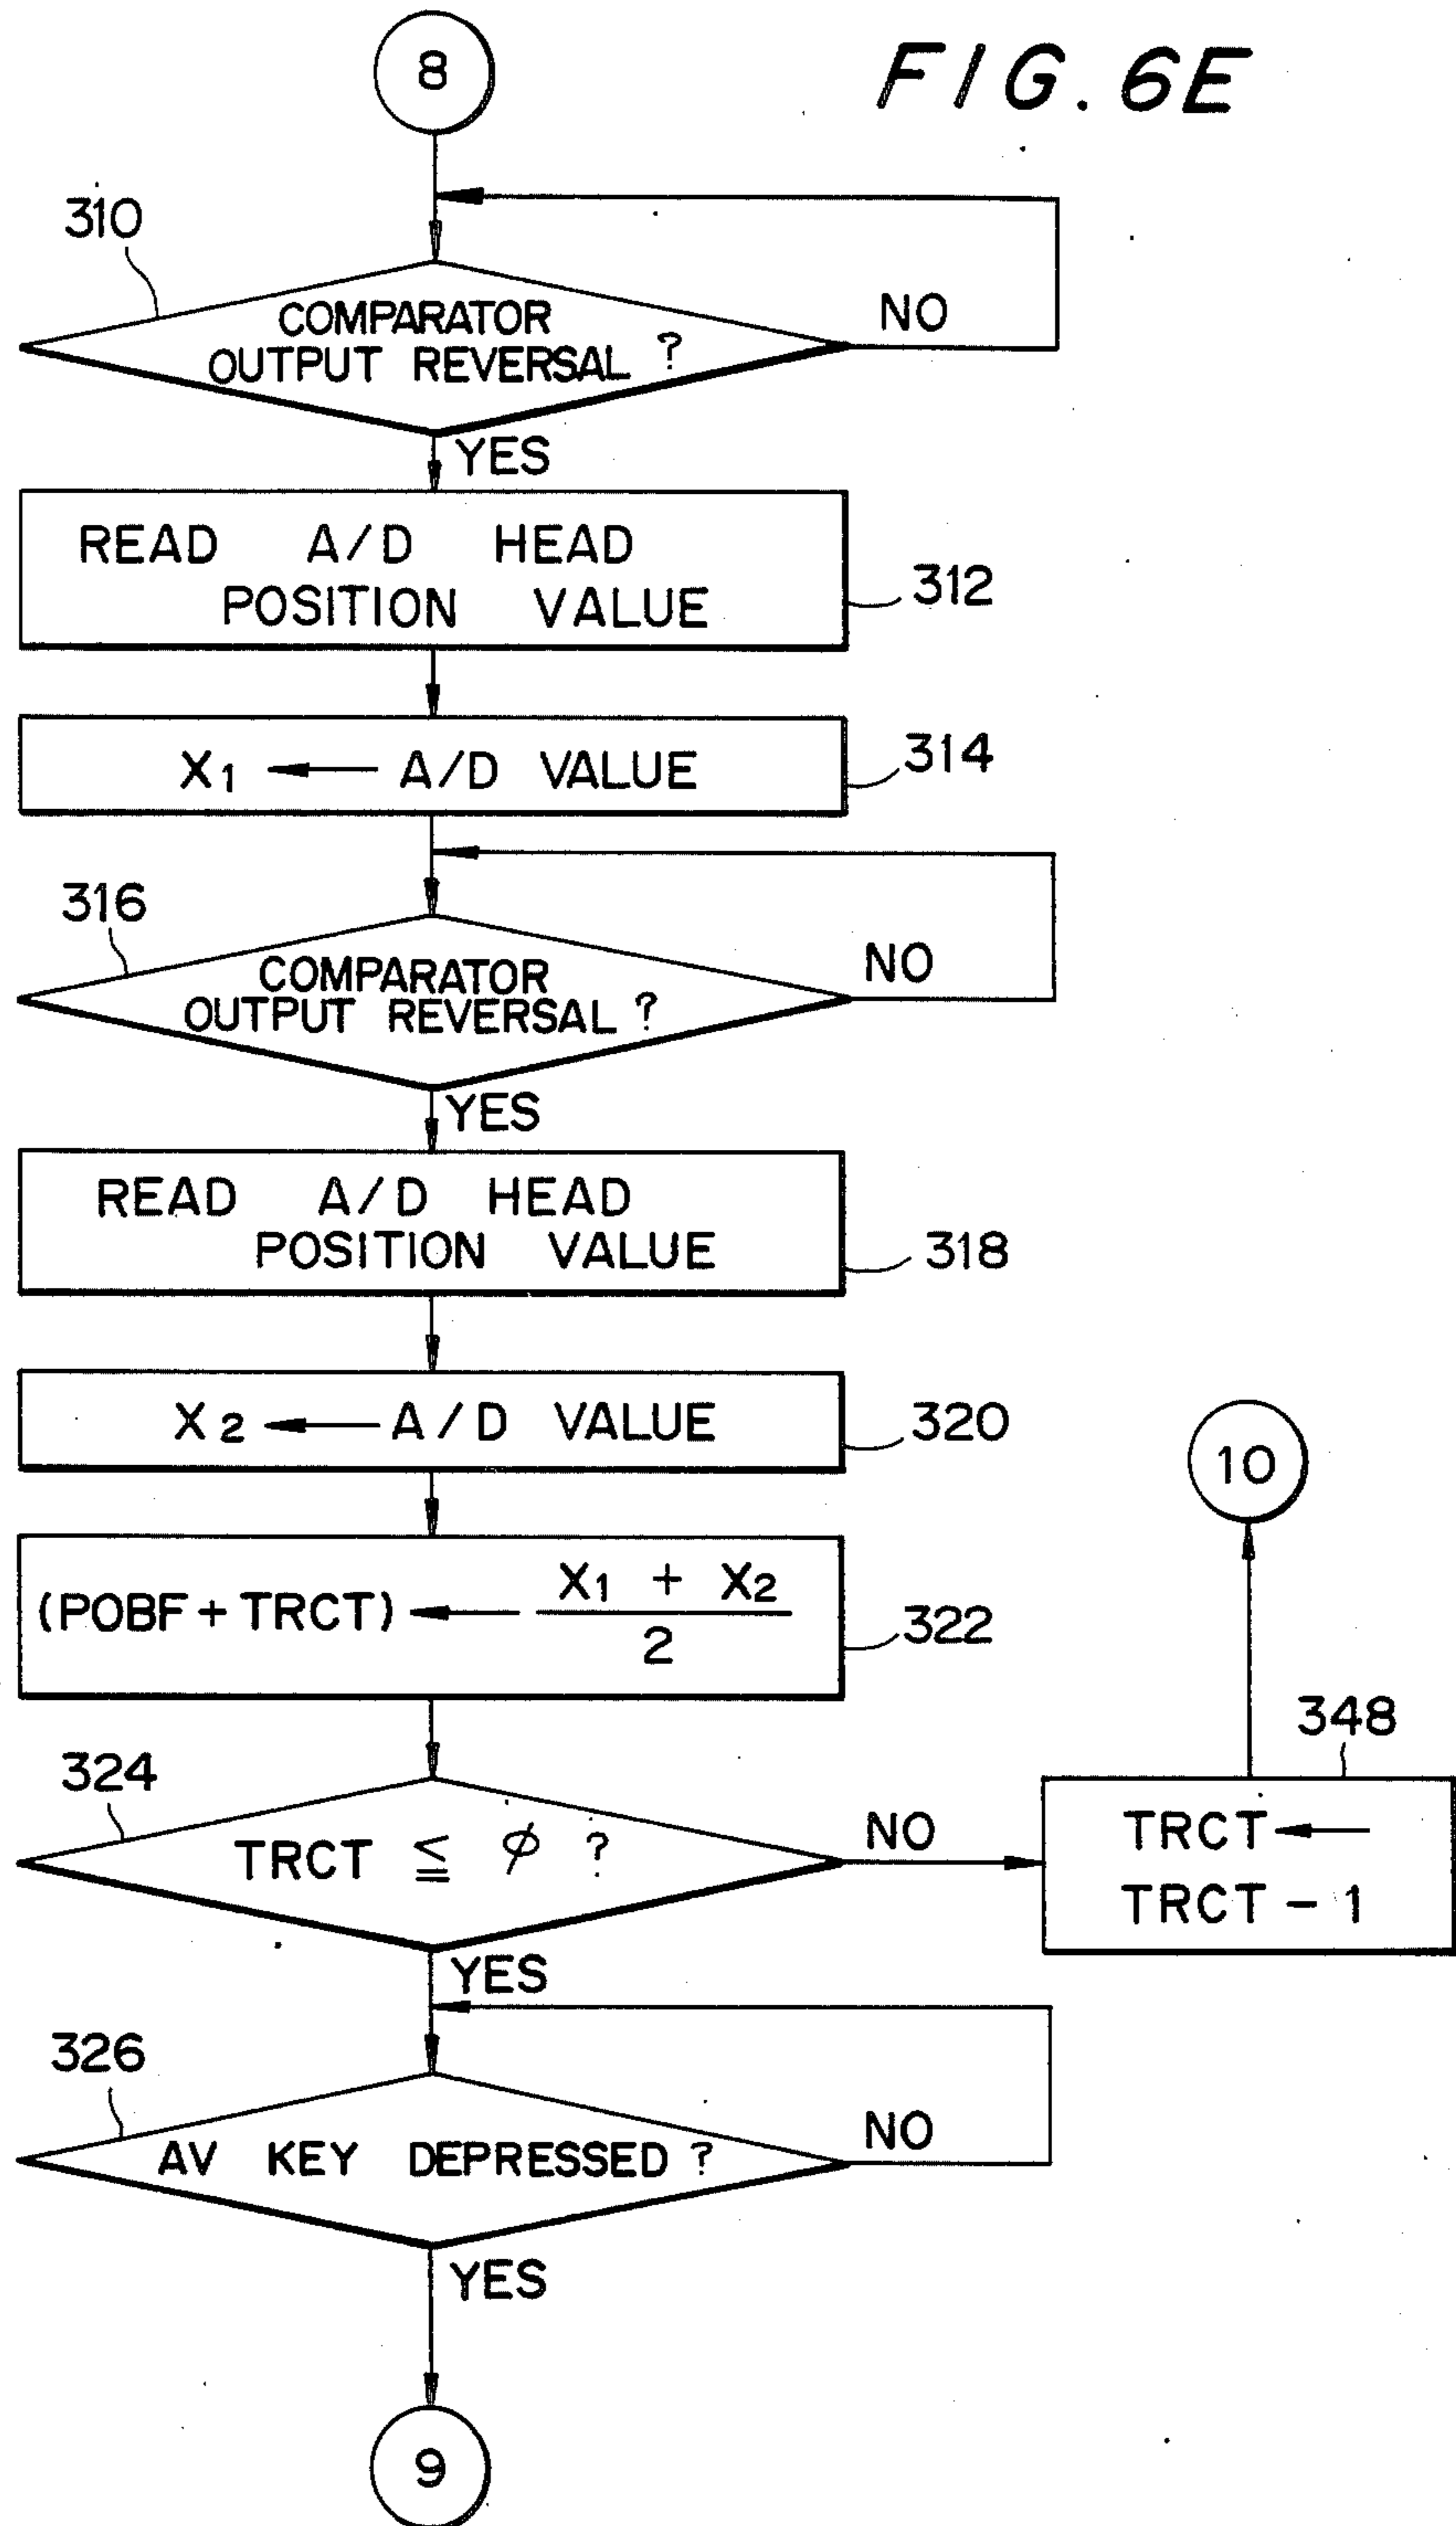 8
FIG. 6E
310
COMPARATOR
OUTPUT REVERSAL ?
NO
YES
READ A/D HEAD
POSITION VALUE
312
X1 ← A/D VALUE
314
316
COMPARATOR
OUTPUT REVERSAL ?
NO
YES
READ A/D HEAD
POSITION VALUE
318
X2 ← A/D VALUE
320
10
(POBF + TRCT) ← X1 + X2
2
322
348
324
TRCT ≦ φ ?
NO
TRCT ←
TRCT - 1
YES
326
AV KEY DEPRESSED ?
NO
YES
9